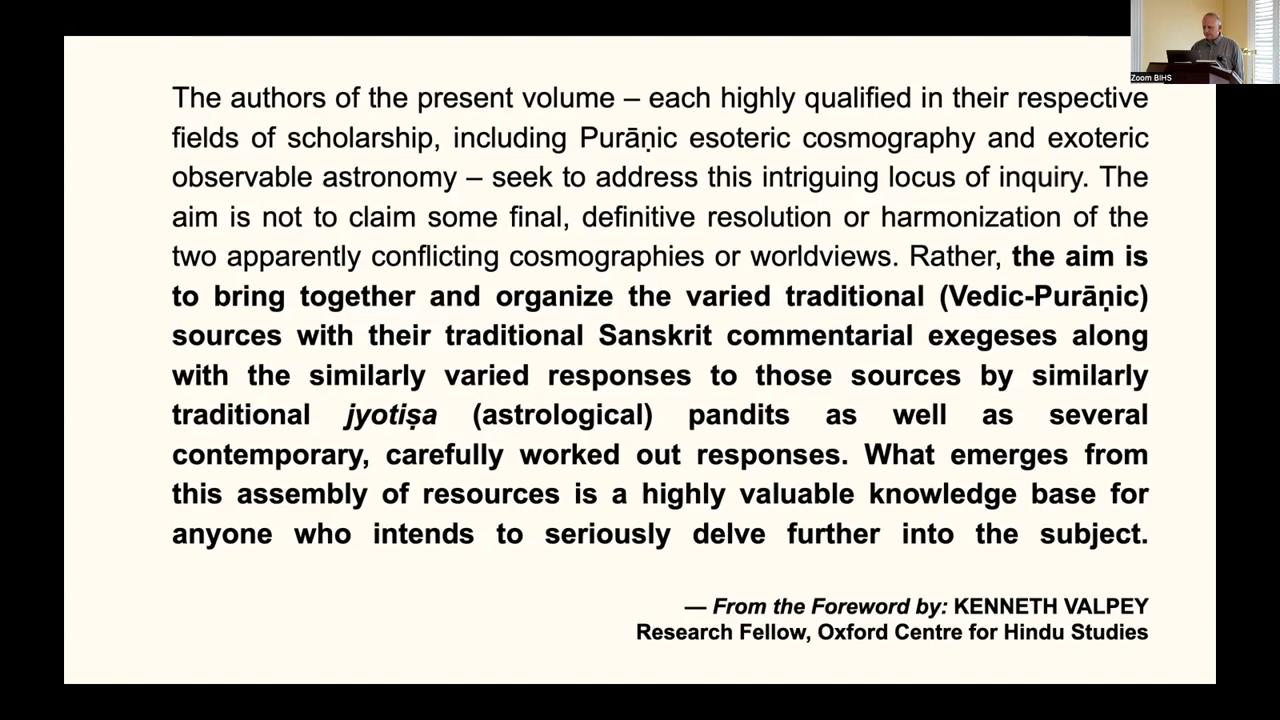 Zoom BIHS
The authors of the present volume – each highly qualified in their respective
fields of scholarship, including Purāṇic esoteric cosmography and exoteric
observable astronomy – seek to address this intriguing locus of inquiry. The
aim is not to claim some final, definitive resolution or harmonization of the
two apparently conflicting cosmographies or worldviews. Rather, the aim is
to bring together and organize the varied traditional (Vedic-Purāṇic)
sources with their traditional Sanskrit commentarial exegeses along
with the similarly varied responses to those sources by similarly
traditional jyotiṣa (astrological) pandits as well as several
contemporary, carefully worked out responses. What emerges from
this assembly of resources is a highly valuable knowledge base for
anyone who intends to seriously delve further into the subject.
— From the Foreword by: KENNETH VALPEY
Research Fellow, Oxford Centre for Hindu Studies